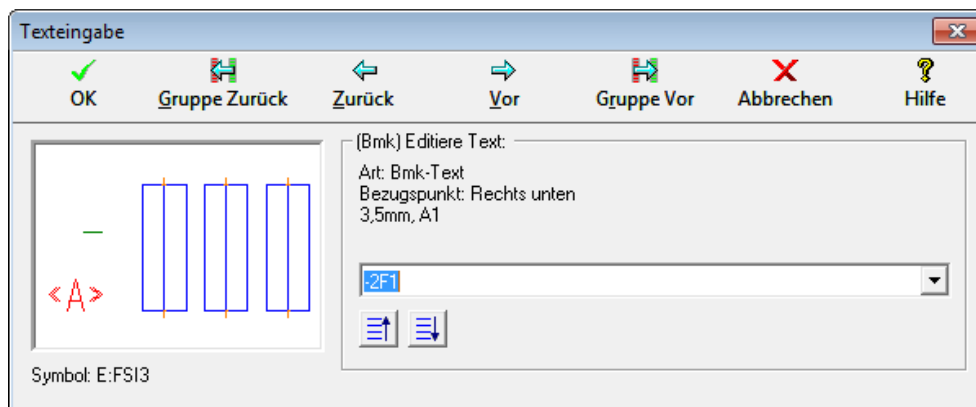 Texteingabe
OK
Gruppe Zurück
Zurück
Vor
Gruppe Vor
Abbrechen
Hilfe
(Bmk) Editiere Text:
Art: Bmk-Text
Bezugspunkt: Rechts unten
3,5mm, A1
<A>
-2F1
Symbol: E:FSI3